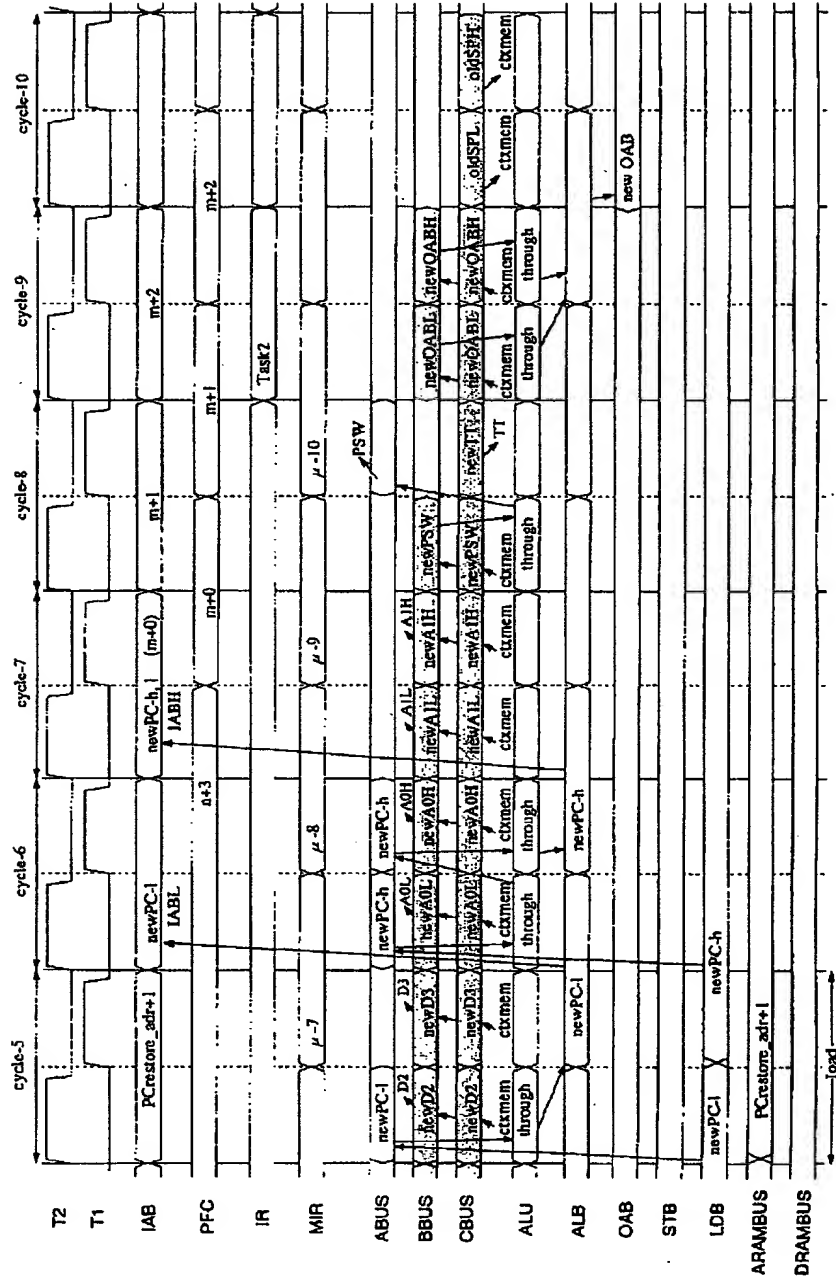 cycle-5 cycle-6 cycle-7 cycle-8 cycle-9 cycle-10
T2
T1
IAB PCrestore_adr+1 newPC-l newPC-h, l (m+0) m+1 m+2
IABL IABH
PFC n+3 m+0 m+1 m+2
IR Task2
MIR μ-7 μ-8 μ-9 μ-10
PSW
ABUS newPC-l newPC-h newPC-h
D2 D3 A0L A0H A1L A1H
BBUS newD2 newD3 newA0L newA0H newA1L newA1H newPSW newOABL newOABH
CBUS newD2 newD3 newA0L newA0H newA1L newA1H newPSW newTT newOABL newOABH oldSPL oldSPH
ctxmem ctxmem ctxmem ctxmem ctxmem ctxmem ctxmem TT ctxmem ctxmem ctxmem ctxmem
ALU through through through through through through
ALB newPC-l newPC-h
OAB new OAB
STB
LDB newPC-l newPC-h
ARAMBUS PCrestore_adr+1
DRAMBUS
load